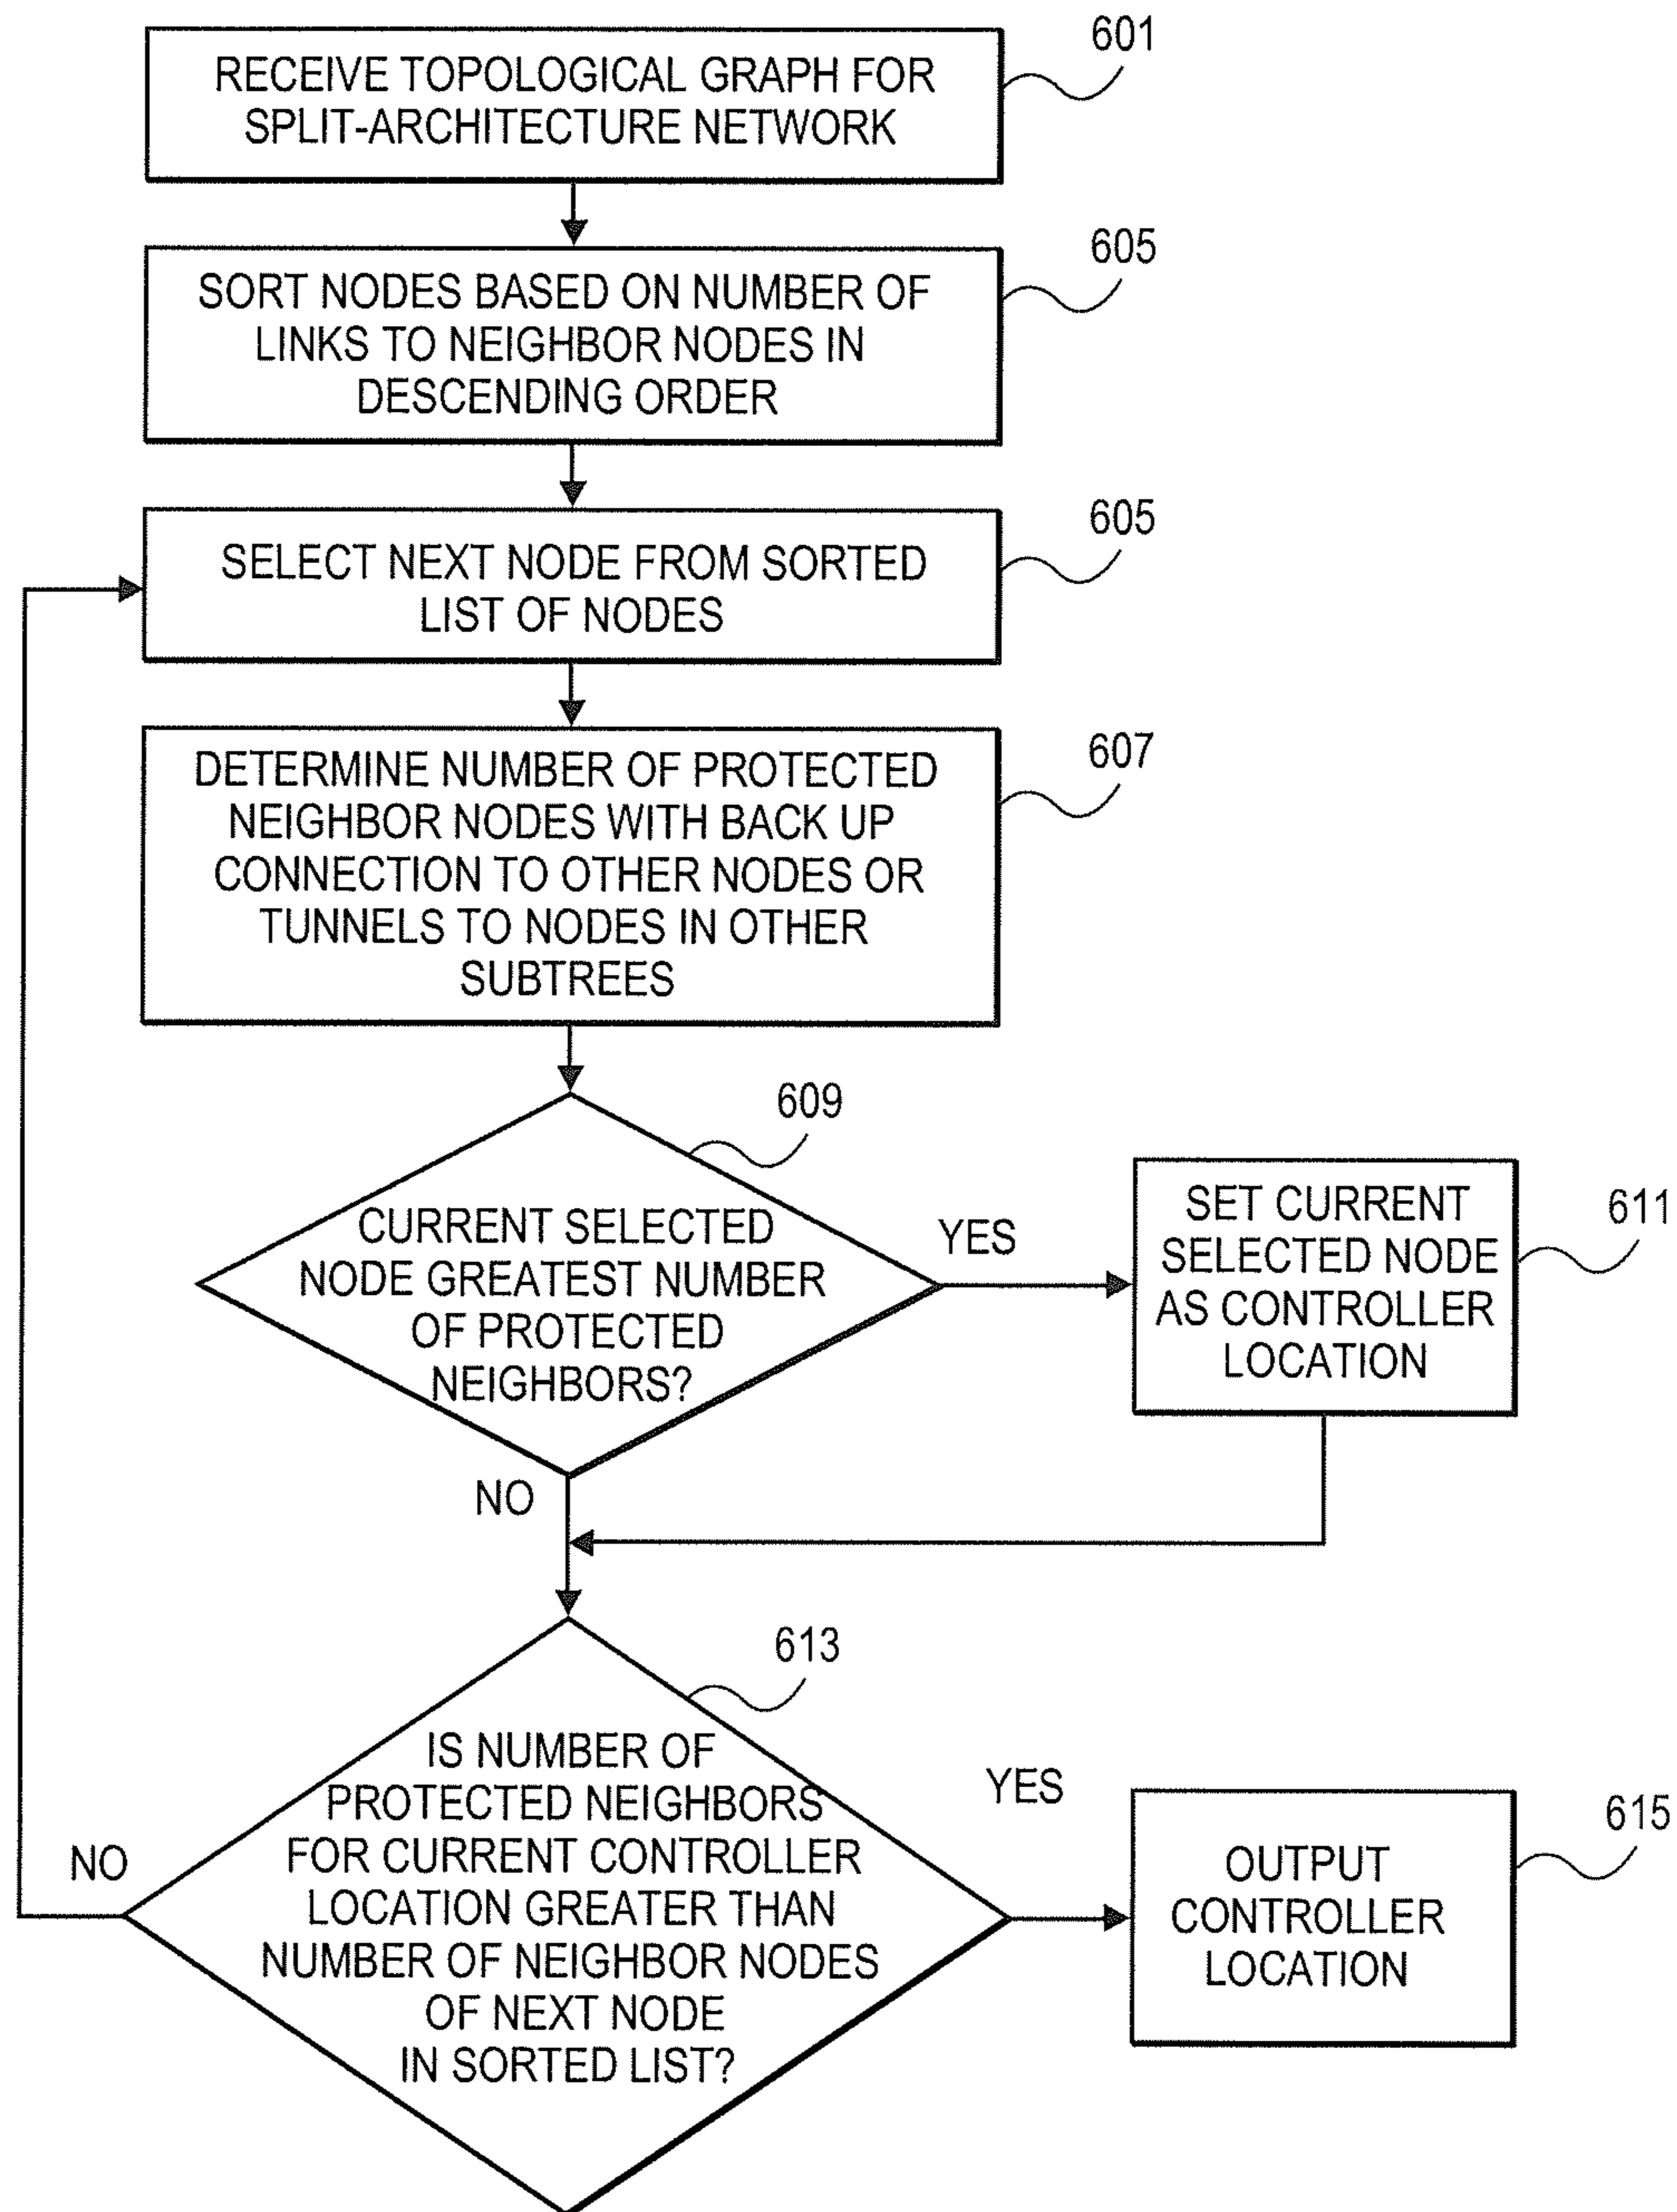 601
RECEIVE TOPOLOGICAL GRAPH FOR
SPLIT-ARCHITECTURE NETWORK
605
SORT NODES BASED ON NUMBER OF
LINKS TO NEIGHBOR NODES IN
DESCENDING ORDER
605
SELECT NEXT NODE FROM SORTED
LIST OF NODES
607
DETERMINE NUMBER OF PROTECTED
NEIGHBOR NODES WITH BACK UP
CONNECTION TO OTHER NODES OR
TUNNELS TO NODES IN OTHER
SUBTREES
609
CURRENT SELECTED
NODE GREATEST NUMBER
OF PROTECTED
NEIGHBORS?
YES
611
SET CURRENT
SELECTED NODE
AS CONTROLLER
LOCATION
NO
613
IS NUMBER OF
PROTECTED NEIGHBORS
FOR CURRENT CONTROLLER
LOCATION GREATER THAN
NUMBER OF NEIGHBOR NODES
OF NEXT NODE
IN SORTED LIST?
NO
YES
615
OUTPUT
CONTROLLER
LOCATION